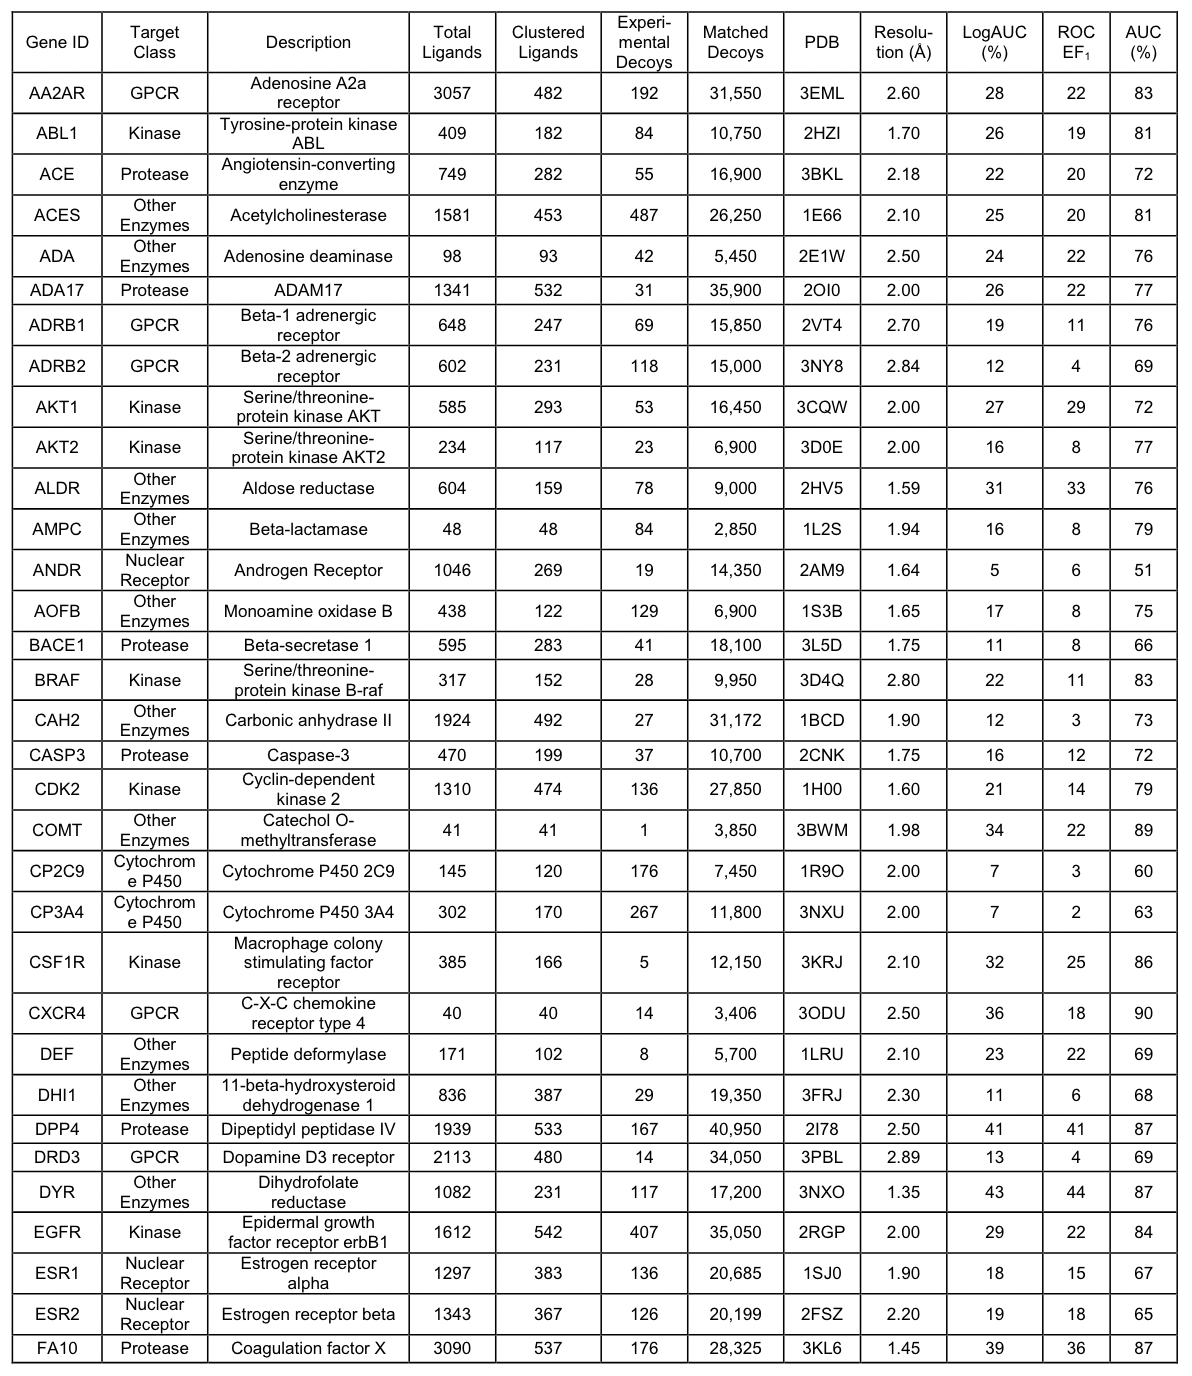 Gene ID Target Class Description Total Ligands Clustered Ligands Experi-mental Decoys Matched Decoys PDB Resolu-tion (Å) LogAUC (%) ROC EF₁ AUC (%)
AA2AR GPCR Adenosine A2a receptor 3057 482 192 31,550 3EML 2.60 28 22 83
ABL1 Kinase Tyrosine-protein kinase ABL 409 182 84 10,750 2HZI 1.70 26 19 81
ACE Protease Angiotensin-converting enzyme 749 282 55 16,900 3BKL 2.18 22 20 72
ACES Other Enzymes Acetylcholinesterase 1581 453 487 26,250 1E66 2.10 25 20 81
ADA Other Enzymes Adenosine deaminase 98 93 42 5,450 2E1W 2.50 24 22 76
ADA17 Protease ADAM17 1341 532 31 35,900 2OI0 2.00 26 22 77
ADRB1 GPCR Beta-1 adrenergic receptor 648 247 69 15,850 2VT4 2.70 19 11 76
ADRB2 GPCR Beta-2 adrenergic receptor 602 231 118 15,000 3NY8 2.84 12 4 69
AKT1 Kinase Serine/threonine-protein kinase AKT 585 293 53 16,450 3CQW 2.00 27 29 72
AKT2 Kinase Serine/threonine-protein kinase AKT2 234 117 23 6,900 3D0E 2.00 16 8 77
ALDR Other Enzymes Aldose reductase 604 159 78 9,000 2HV5 1.59 31 33 76
AMPC Other Enzymes Beta-lactamase 48 48 84 2,850 1L2S 1.94 16 8 79
ANDR Nuclear Receptor Androgen Receptor 1046 269 19 14,350 2AM9 1.64 5 6 51
AOFB Other Enzymes Monoamine oxidase B 438 122 129 6,900 1S3B 1.65 17 8 75
BACE1 Protease Beta-secretase 1 595 283 41 18,100 3L5D 1.75 11 8 66
BRAF Kinase Serine/threonine-protein kinase B-raf 317 152 28 9,950 3D4Q 2.80 22 11 83
CAH2 Other Enzymes Carbonic anhydrase II 1924 492 27 31,172 1BCD 1.90 12 3 73
CASP3 Protease Caspase-3 470 199 37 10,700 2CNK 1.75 16 12 72
CDK2 Kinase Cyclin-dependent kinase 2 1310 474 136 27,850 1H00 1.60 21 14 79
COMT Other Enzymes Catechol O-methyltransferase 41 41 1 3,850 3BWM 1.98 34 22 89
CP2C9 Cytochrom e P450 Cytochrome P450 2C9 145 120 176 7,450 1R9O 2.00 7 3 60
CP3A4 Cytochrom e P450 Cytochrome P450 3A4 302 170 267 11,800 3NXU 2.00 7 2 63
CSF1R Kinase Macrophage colony stimulating factor receptor 385 166 5 12,150 3KRJ 2.10 32 25 86
CXCR4 GPCR C-X-C chemokine receptor type 4 40 40 14 3,406 3ODU 2.50 36 18 90
DEF Other Enzymes Peptide deformylase 171 102 8 5,700 1LRU 2.10 23 22 69
DHI1 Other Enzymes 11-beta-hydroxysteroid dehydrogenase 1 836 387 29 19,350 3FRJ 2.30 11 6 68
DPP4 Protease Dipeptidyl peptidase IV 1939 533 167 40,950 2I78 2.50 41 41 87
DRD3 GPCR Dopamine D3 receptor 2113 480 14 34,050 3PBL 2.89 13 4 69
DYR Other Enzymes Dihydrofolate reductase 1082 231 117 17,200 3NXO 1.35 43 44 87
EGFR Kinase Epidermal growth factor receptor erbB1 1612 542 407 35,050 2RGP 2.00 29 22 84
ESR1 Nuclear Receptor Estrogen receptor alpha 1297 383 136 20,685 1SJ0 1.90 18 15 67
ESR2 Nuclear Receptor Estrogen receptor beta 1343 367 126 20,199 2FSZ 2.20 19 18 65
FA10 Protease Coagulation factor X 3090 537 176 28,325 3KL6 1.45 39 36 87